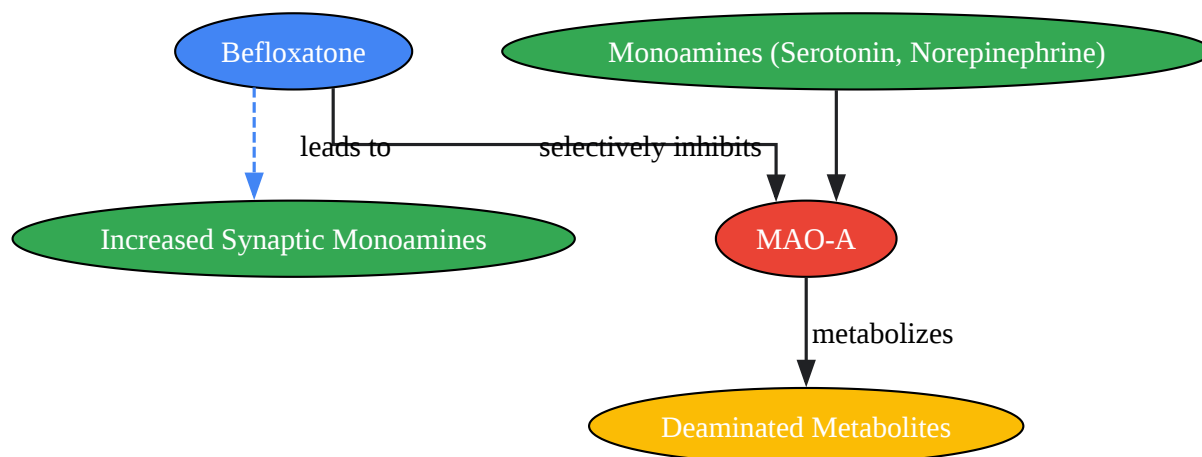 Befloxatone
Monoamines (Serotonin, Norepinephrine)
leads to
selectively inhibits
Increased Synaptic Monoamines
MAO-A
metabolizes
Deaminated Metabolites